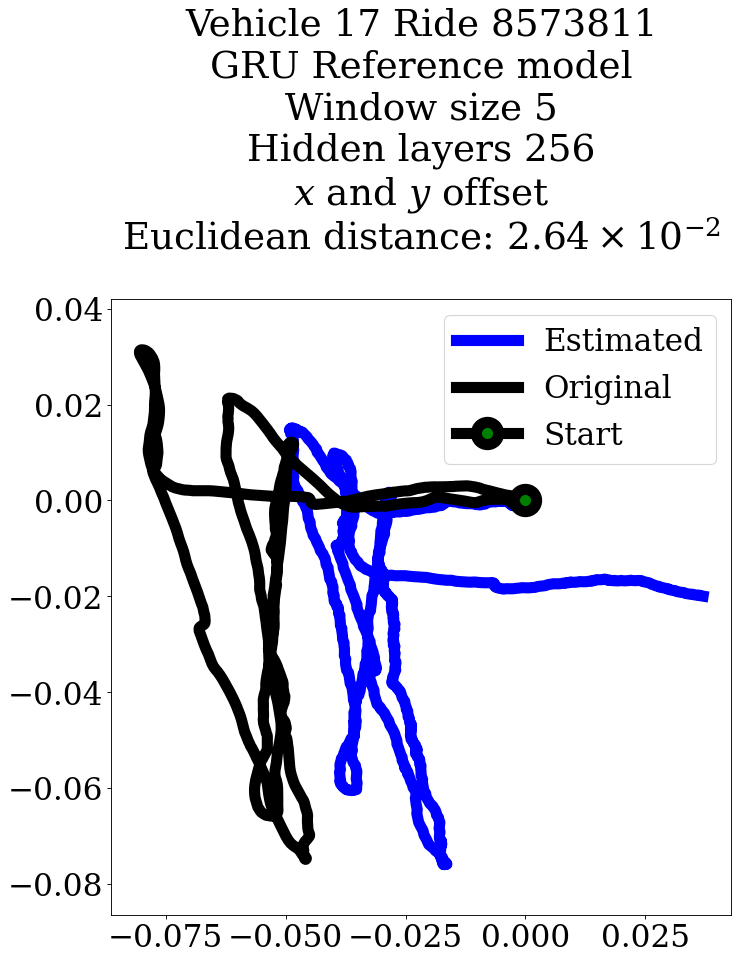 Vehicle 17 Ride 8573811
GRU Reference model
Window size 5
Hidden layers 256
x and y offset
Euclidean distance: 2.64 × 10⁻²
Estimated
Original
Start
0.04
0.02
0.00
−0.02
−0.04
−0.06
−0.08
−0.075 −0.050 −0.025 0.000 0.025